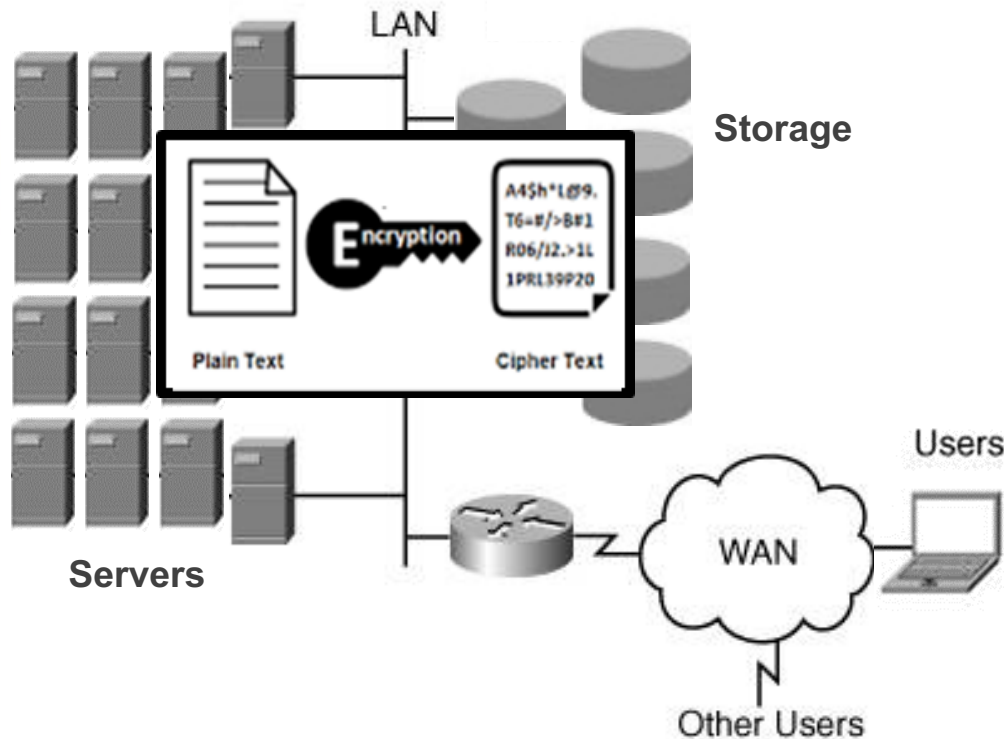 LAN
Storage
Encryption
A4$h*L@9.
T6=#/>B#1
R06/J2.>1L
1PRL39P20
Plain Text
Cipher Text
Users
WAN
Servers
Other Users